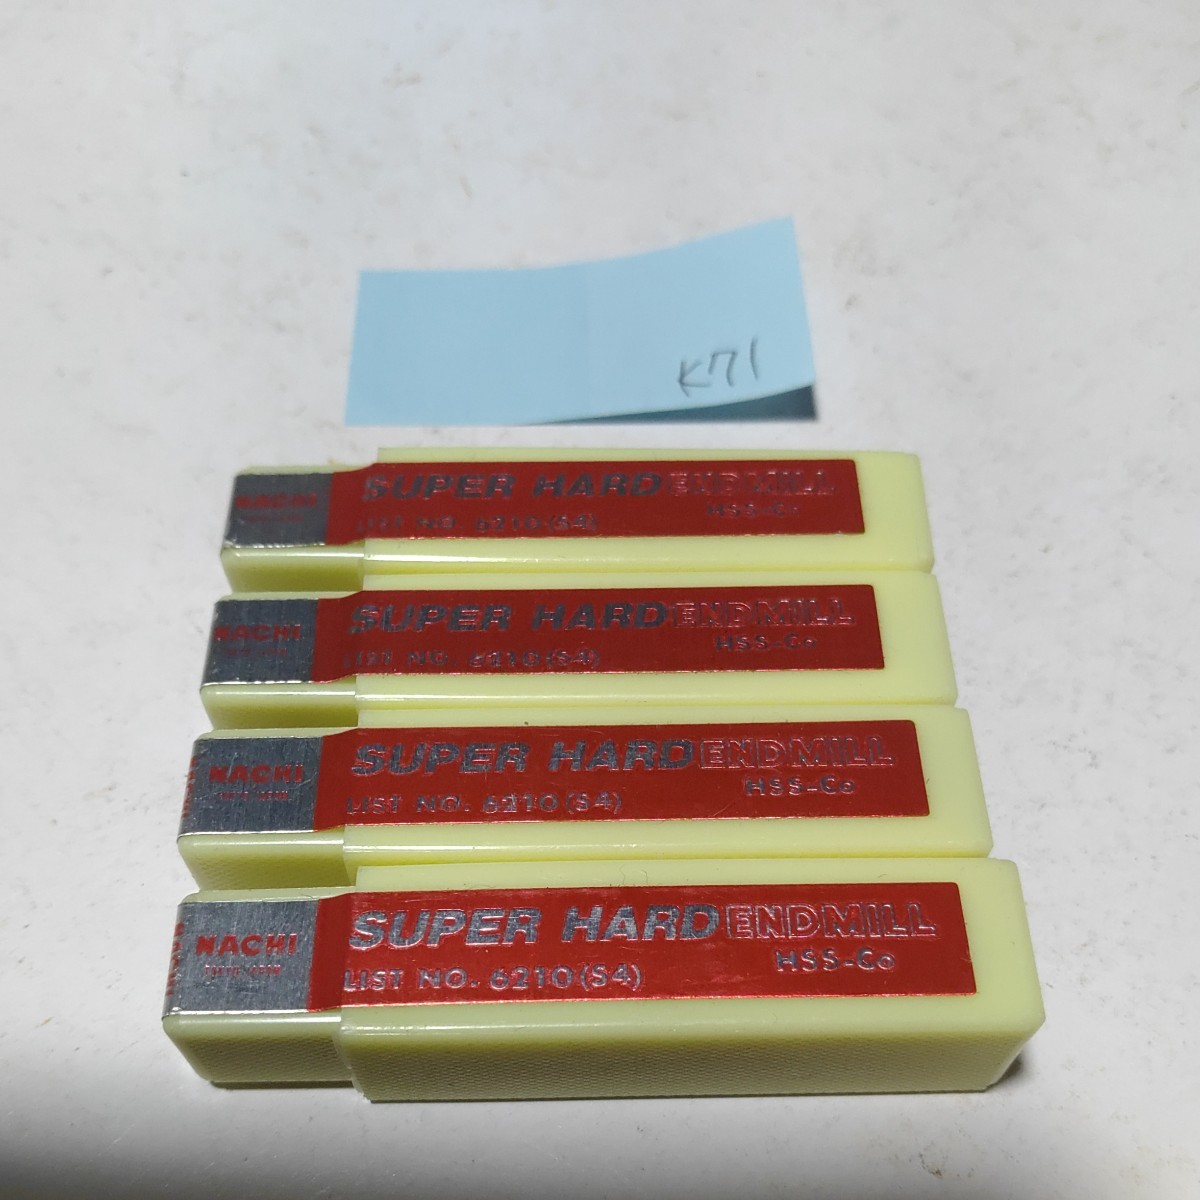 K71
NACHI
SUPER HARD ENDMILL
HSS-Co
LIST NO. 6210(S4)
NACHI
SUPER HARD ENDMILL
HSS-Co
LIST NO. 6210(S4)
NACHI
SUPER HARD ENDMILL
HSS-Co
LIST NO. 6210(S4)
NACHI
SUPER HARD ENDMILL
HSS-Co
LIST NO. 6210(S4)